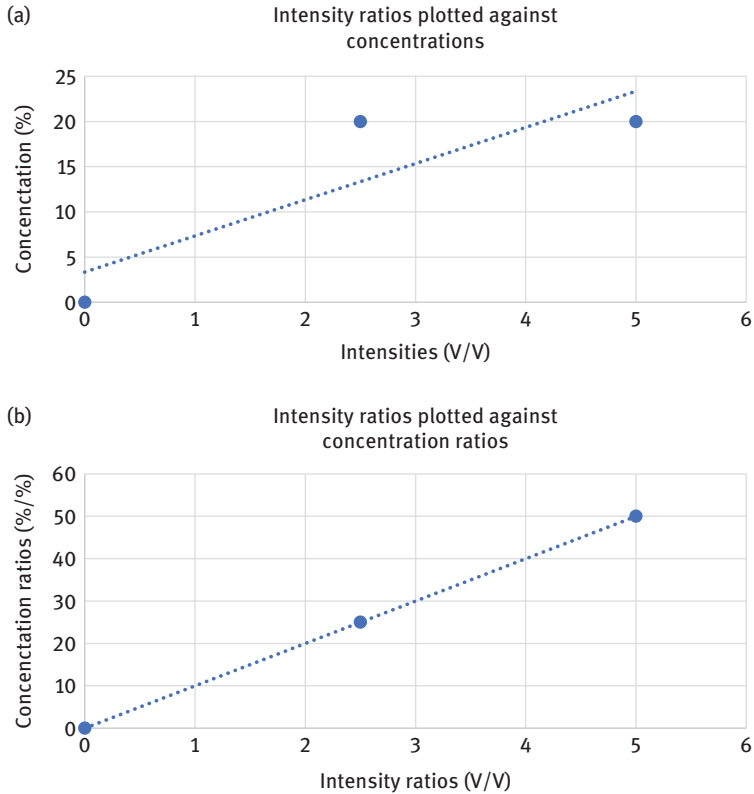 (a)
Intensity ratios plotted against
concentrations
25
20
15
10
5
0
0 1 2 3 4 5 6
Concenctation (%)
Intensities (V/V)
(b)
Intensity ratios plotted against
concentration ratios
60
50
40
30
20
10
0
0 1 2 3 4 5 6
Concenctation ratios (%/%)
Intensity ratios (V/V)